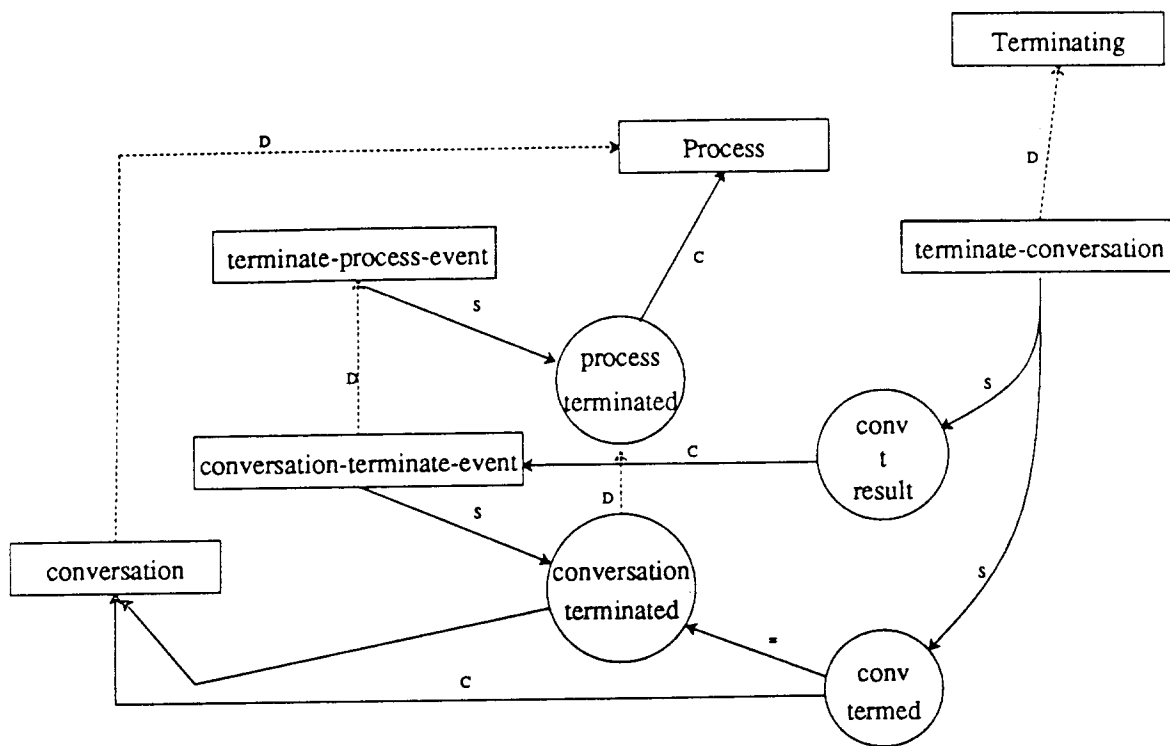 Terminating
D
Process
D
terminate-process-event
terminate-conversation
C
S
process
terminated
D
S
conv
t
result
conversation-terminate-event
C
D
S
conversation
conversation
terminated
S
=
C
conv
termed